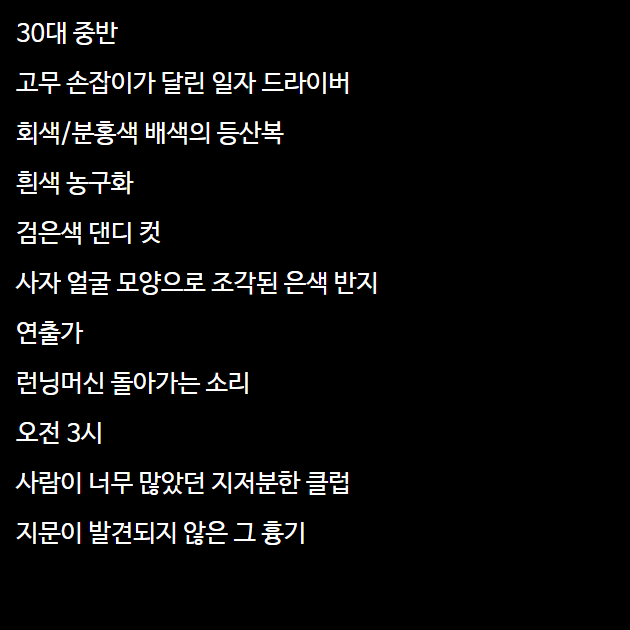 30대 중반
고무 손잡이가 달린 일자 드라이버
회색/분홍색 배색의 등산복
흰색 농구화
검은색 댄디 컷
사자 얼굴 모양으로 조각된 은색 반지
연출가
런닝머신 돌아가는 소리
오전 3시
사람이 너무 많았던 지저분한 클럽
지문이 발견되지 않은 그 흉기